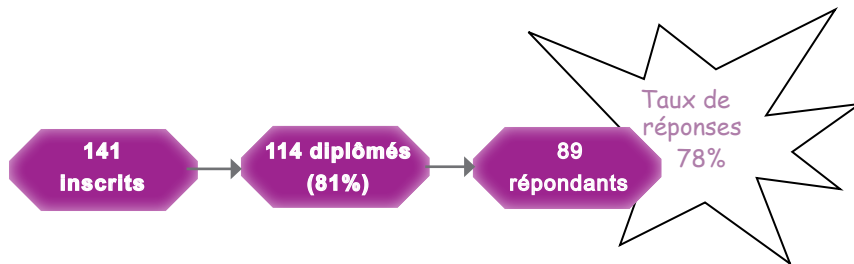 141
inscrits
114 diplômés
(81%)
89
répondants
Taux de
réponses
78%